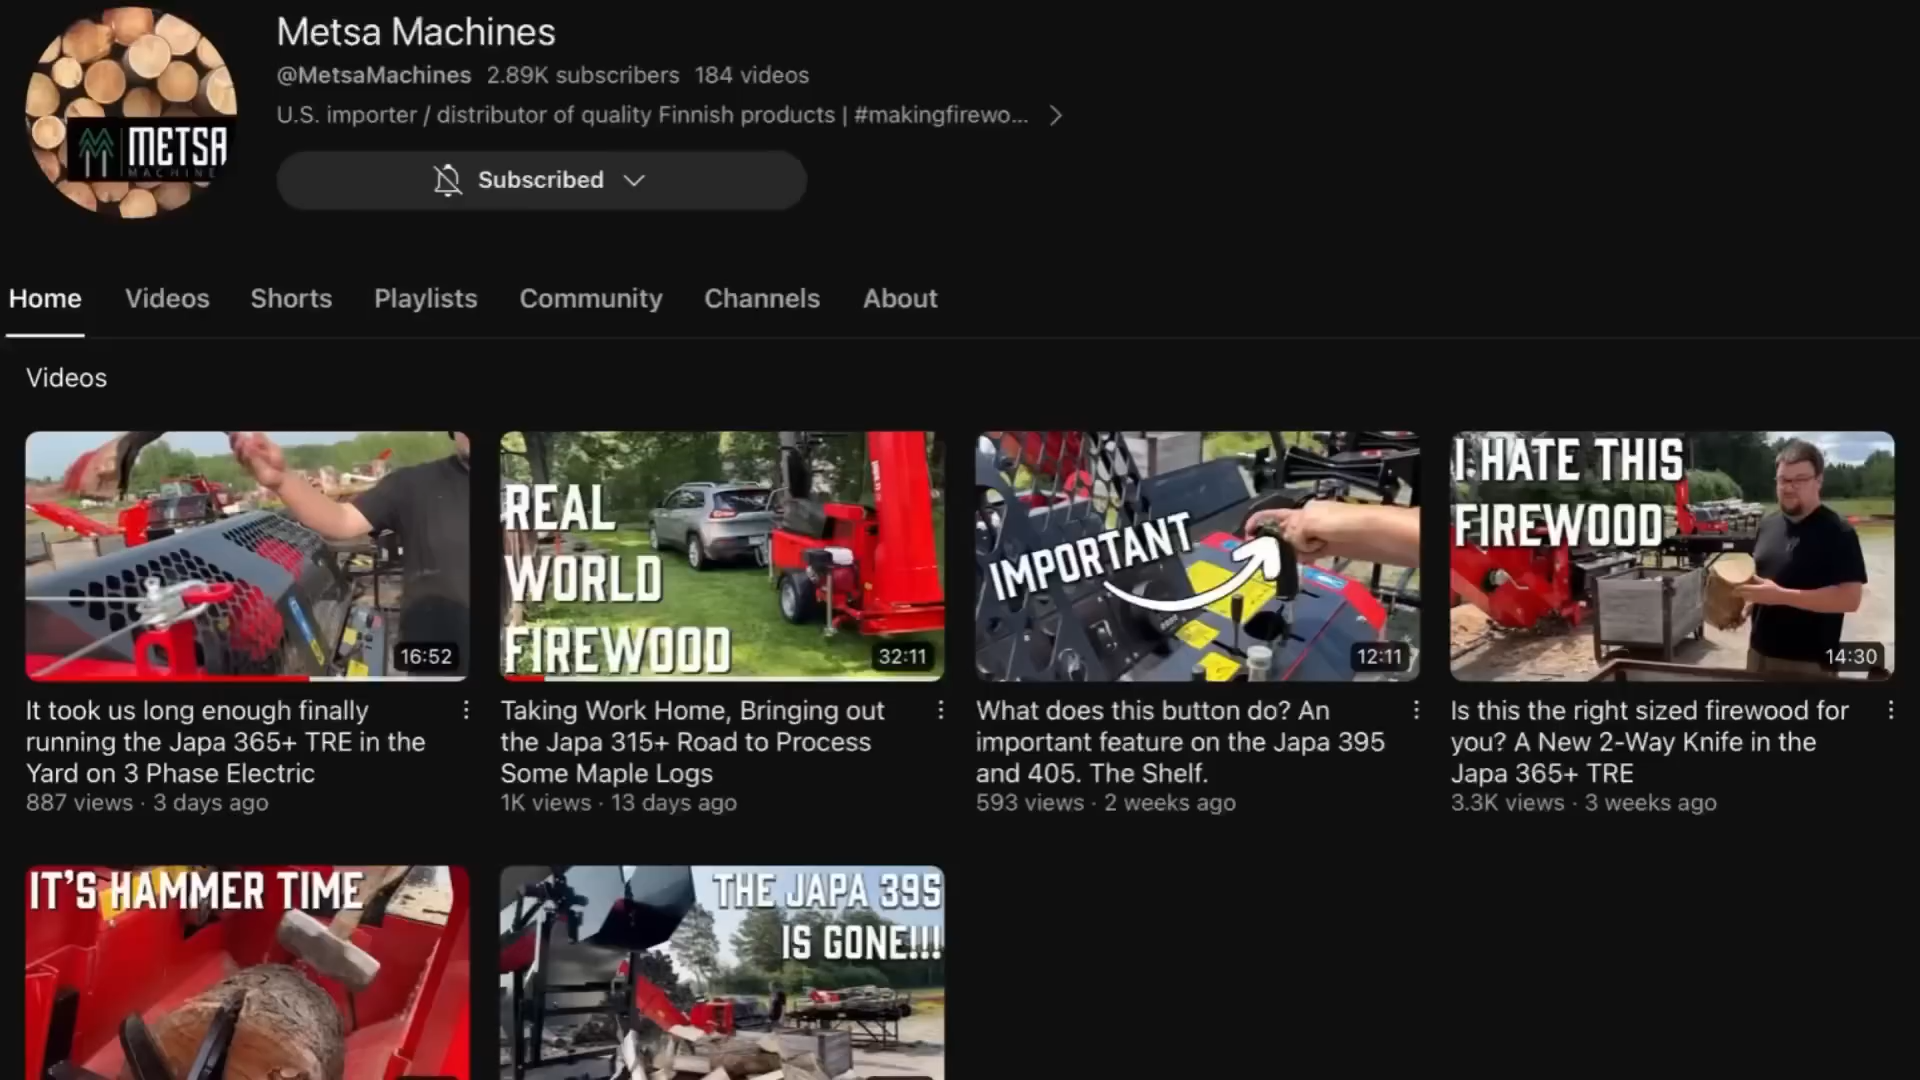 Metsa Machines
@MetsaMachines 2.89K subscribers 184 videos
U.S. importer / distributor of quality Finnish products | #makingfirewo...
METSA
MACHINE
Subscribed
Home Videos Shorts Playlists Community Channels About
Videos
16:52
It took us long enough finally
running the Japa 365+ TRE in the
Yard on 3 Phase Electric
887 views · 3 days ago
REAL
WORLD
FIREWOOD
32:11
Taking Work Home, Bringing out
the Japa 315+ Road to Process
Some Maple Logs
1K views · 13 days ago
IMPORTANT
12:11
What does this button do? An
important feature on the Japa 395
and 405. The Shelf.
593 views · 2 weeks ago
I HATE THIS
FIREWOOD
14:30
Is this the right sized firewood for
you? A New 2-Way Knife in the
Japa 365+ TRE
3.3K views · 3 weeks ago
IT'S HAMMER TIME
THE JAPA 395
IS GONE!!!